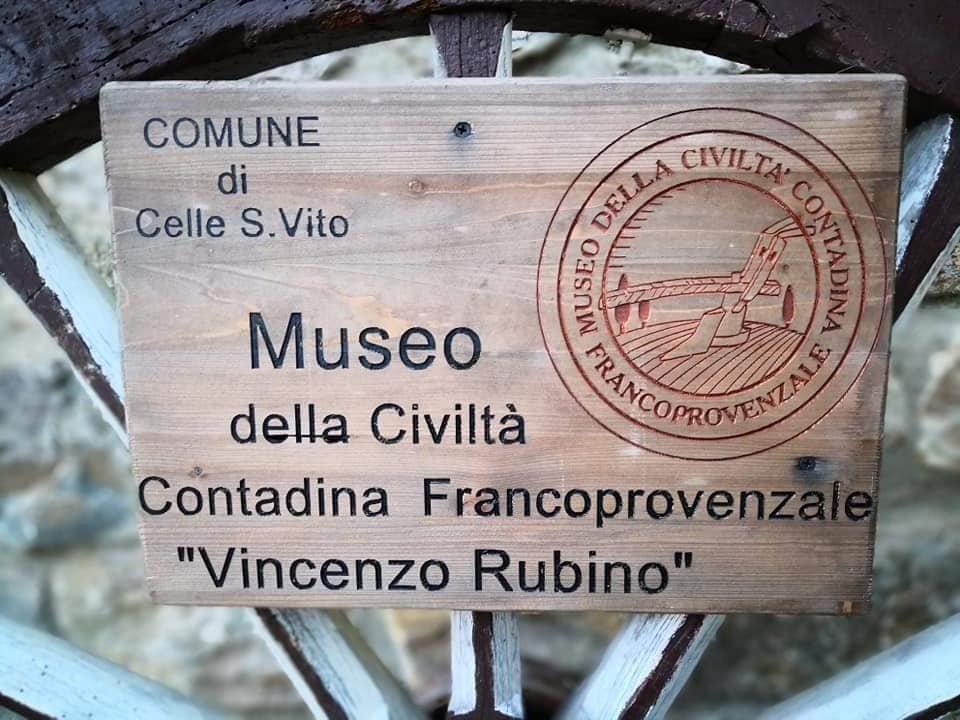 COMUNE
di
Celle S.Vito
MUSEO DELLA CIVILTA' CONTADINA
FRANCOPROVENZALE
Museo
della Civiltà
Contadina Francoprovenzale
"Vincenzo Rubino"